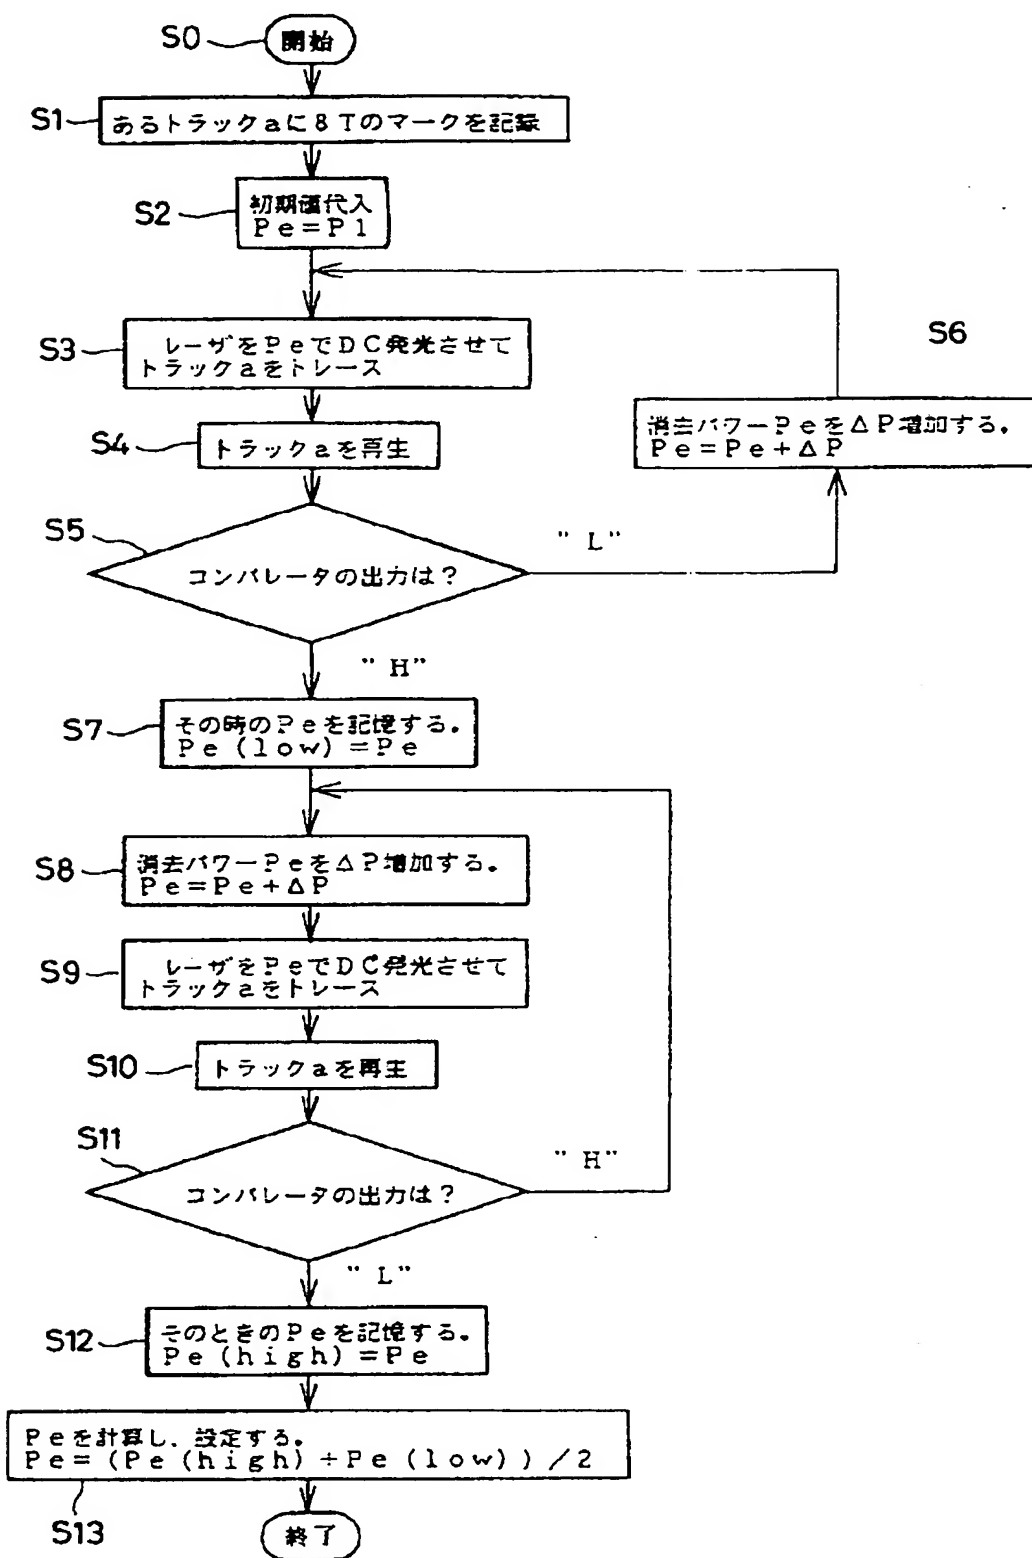 S0
開始
S1
あるトラックaに8Tのマークを記録
S2
初期値代入
Pe=P1
S3
レーザをPeでDC発光させて
トラックaをトレース
S6
消去パワーPeをΔP増加する。
Pe=Pe+ΔP
S4
トラックaを再生
S5
コンパレータの出力は?
"L"
"H"
S7
その時のPeを記憶する。
Pe(low)=Pe
S8
消去パワーPeをΔP増加する。
Pe=Pe+ΔP
S9
レーザをPeでDC発光させて
トラックaをトレース
S10
トラックaを再生
S11
コンパレータの出力は?
"H"
"L"
S12
そのときのPeを記憶する。
Pe(high)=Pe
Peを計算し、設定する。
Pe=(Pe(high)+Pe(low))/2
S13
終了